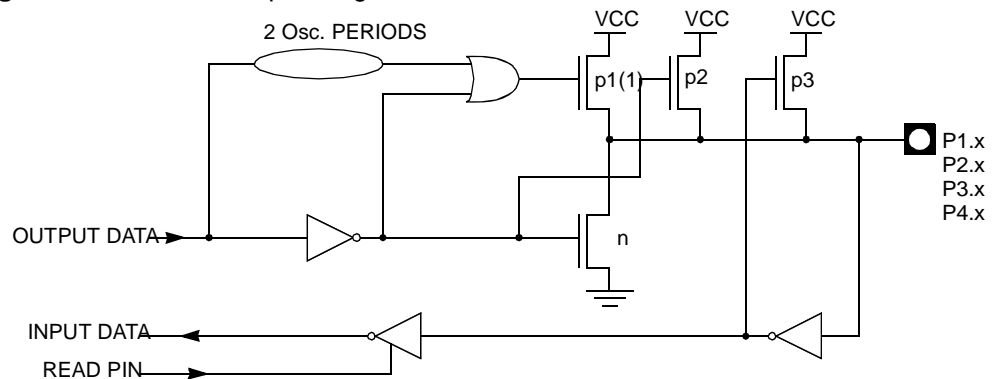 2 Osc. PERIODS
VCC
VCC
VCC
p1(1)
p2
p3
P1.x
P2.x
P3.x
P4.x
OUTPUT DATA
n
INPUT DATA
READ PIN